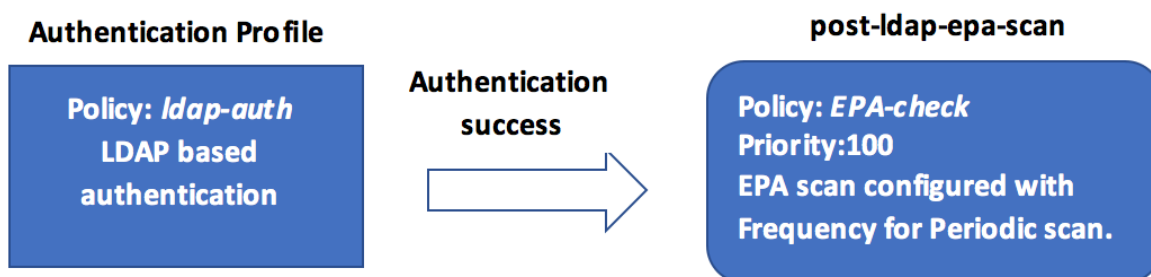 Authentication Profile
Policy: ldap-auth
LDAP based
authentication
Authentication
success
post-ldap-epa-scan
Policy: EPA-check
Priority:100
EPA scan configured with
Frequency for Periodic scan.